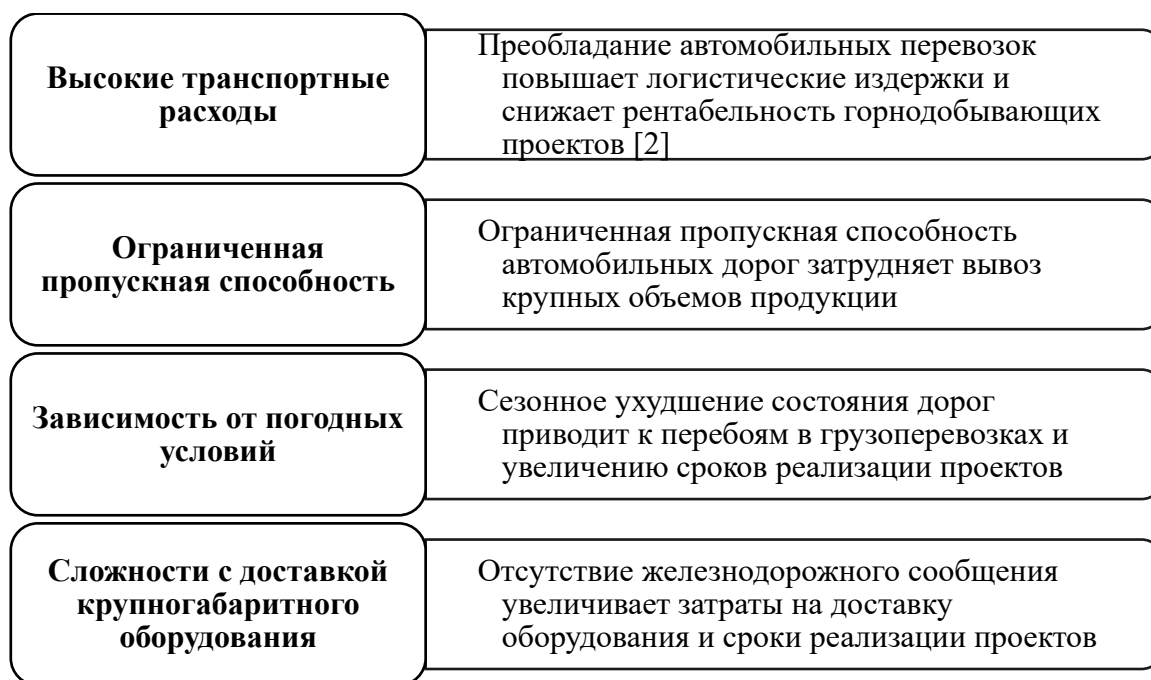 Высокие транспортные
расходы
Преобладание автомобильных перевозок
повышает логистические издержки и
снижает рентабельность горнодобывающих
проектов [2]
Ограниченная
пропускная способность
Ограниченная пропускная способность
автомобильных дорог затрудняет вывоз
крупных объемов продукции
Зависимость от погодных
условий
Сезонное ухудшение состояния дорог
приводит к перебоям в грузоперевозках и
увеличению сроков реализации проектов
Сложности с доставкой
крупногабаритного
оборудования
Отсутствие железнодорожного сообщения
увеличивает затраты на доставку
оборудования и сроки реализации проектов